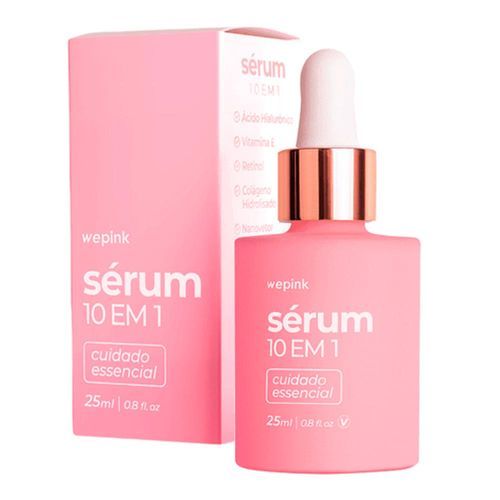 sérum
10 EM 1
Ácido Hialurônico
Vitamina E
Retinol
Colágeno
Hidrolisado
Nanovetor
wepink
sérum
10 EM 1
cuidado
essencial
25ml | 0.8 fl. oz
wepink
sérum
10 EM 1
cuidado
essencial
25ml | 0.8 fl. oz V